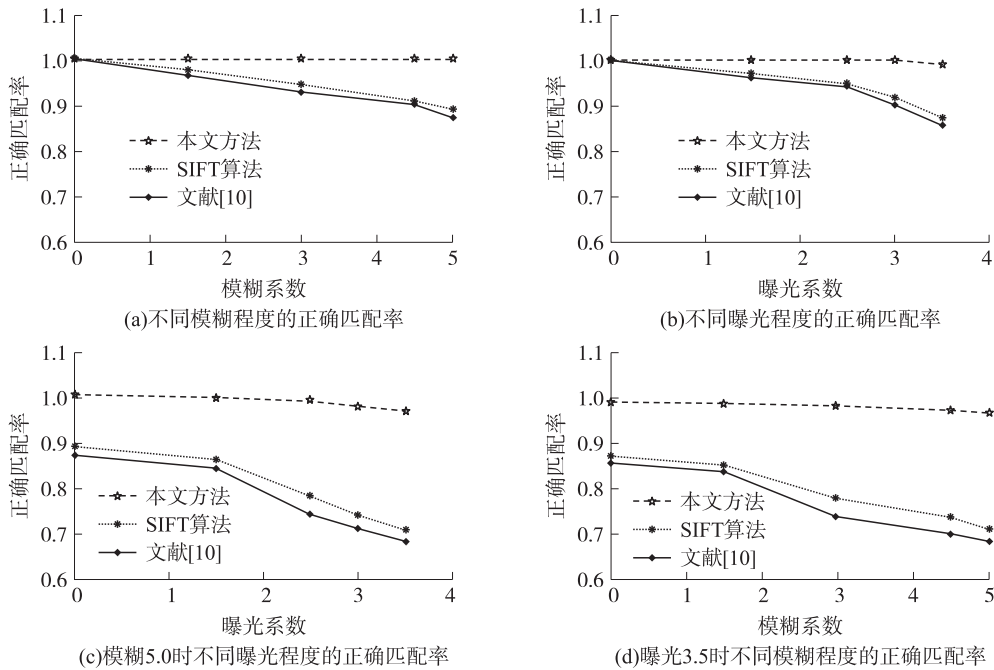 1.1
1.0
0.9
0.8
0.7
0.6
正确匹配率
本文方法
SIFT算法
文献[10]
0 1 2 3 4 5
模糊系数
(a)不同模糊程度的正确匹配率
1.1
1.0
0.9
0.8
0.7
0.6
正确匹配率
本文方法
SIFT算法
文献[10]
0 1 2 3 4
曝光系数
(b)不同曝光程度的正确匹配率
1.1
1.0
0.9
0.8
0.7
0.6
正确匹配率
本文方法
SIFT算法
文献[10]
0 1 2 3 4
曝光系数
(c)模糊5.0时不同曝光程度的正确匹配率
1.1
1.0
0.9
0.8
0.7
0.6
正确匹配率
本文方法
SIFT算法
文献[10]
0 1 2 3 4 5
模糊系数
(d)曝光3.5时不同模糊程度的正确匹配率